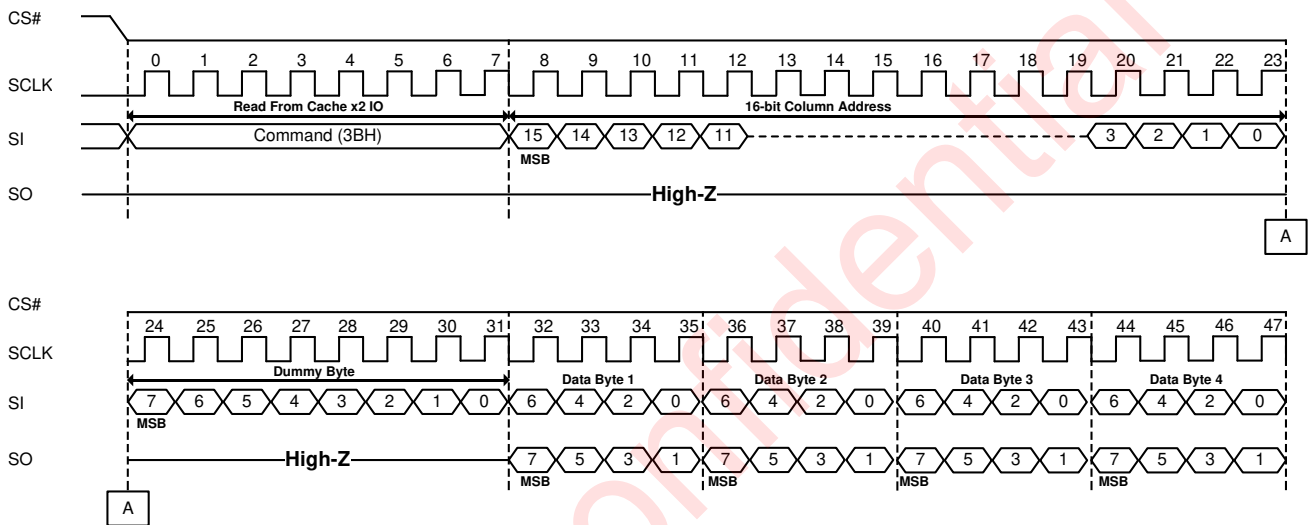 CS#
0 1 2 3 4 5 6 7 8 9 10 11 12 13 14 15 16 17 18 19 20 21 22 23
SCLK
Read From Cache x2 IO 16-bit Column Address
SI Command (3BH) 15 14 13 12 11 3 2 1 0
MSB
SO High-Z
A
CS#
24 25 26 27 28 29 30 31 32 33 34 35 36 37 38 39 40 41 42 43 44 45 46 47
SCLK
Dummy Byte Data Byte 1 Data Byte 2 Data Byte 3 Data Byte 4
SI 7 6 5 4 3 2 1 0 6 4 2 0 6 4 2 0 6 4 2 0 6 4 2 0
MSB
SO High-Z 7 5 3 1 7 5 3 1 7 5 3 1 7 5 3 1
MSB MSB MSB MSB
A
onfidential